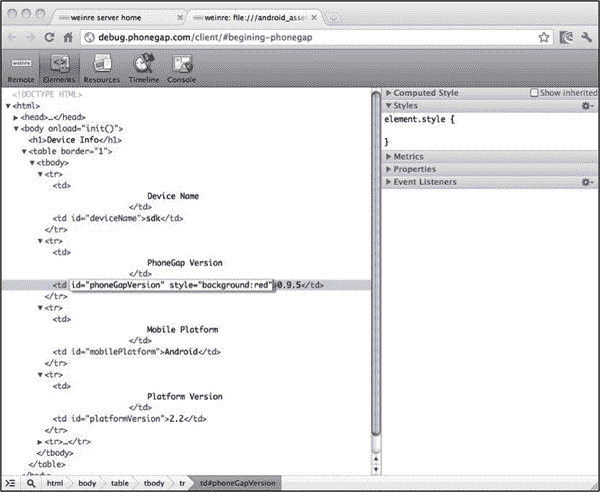 weinre server home
weinre: file:///android_asse
debug.phonegap.com/client/#begining-phonegap
weinre
Remote Elements Resources Timeline Console
<!DOCTYPE HTML>
<html>
<head>…</head>
<body onload="init()">
<h1>Device Info</h1>
<table border="1">
<tbody>
<tr>
<td>
Device Name
</td>
<td id="deviceName">sdk</td>
</tr>
<tr>
<td>
PhoneGap Version
</td>
<td id="phoneGapVersion" style="background:red">0.9.5</td>
</tr>
<tr>
<td>
Mobile Platform
</td>
<td id="mobilePlatform">Android</td>
</tr>
<tr>
<td>
Platform Version
</td>
<td id="platformVersion">2.2</td>
</tr>
<tr>…</tr>
</tbody>
</table>
</body>
Computed Style Show inherited
Styles
element.style {
}
Metrics
Properties
Event Listeners
html body table tbody tr td#phoneGapVersion